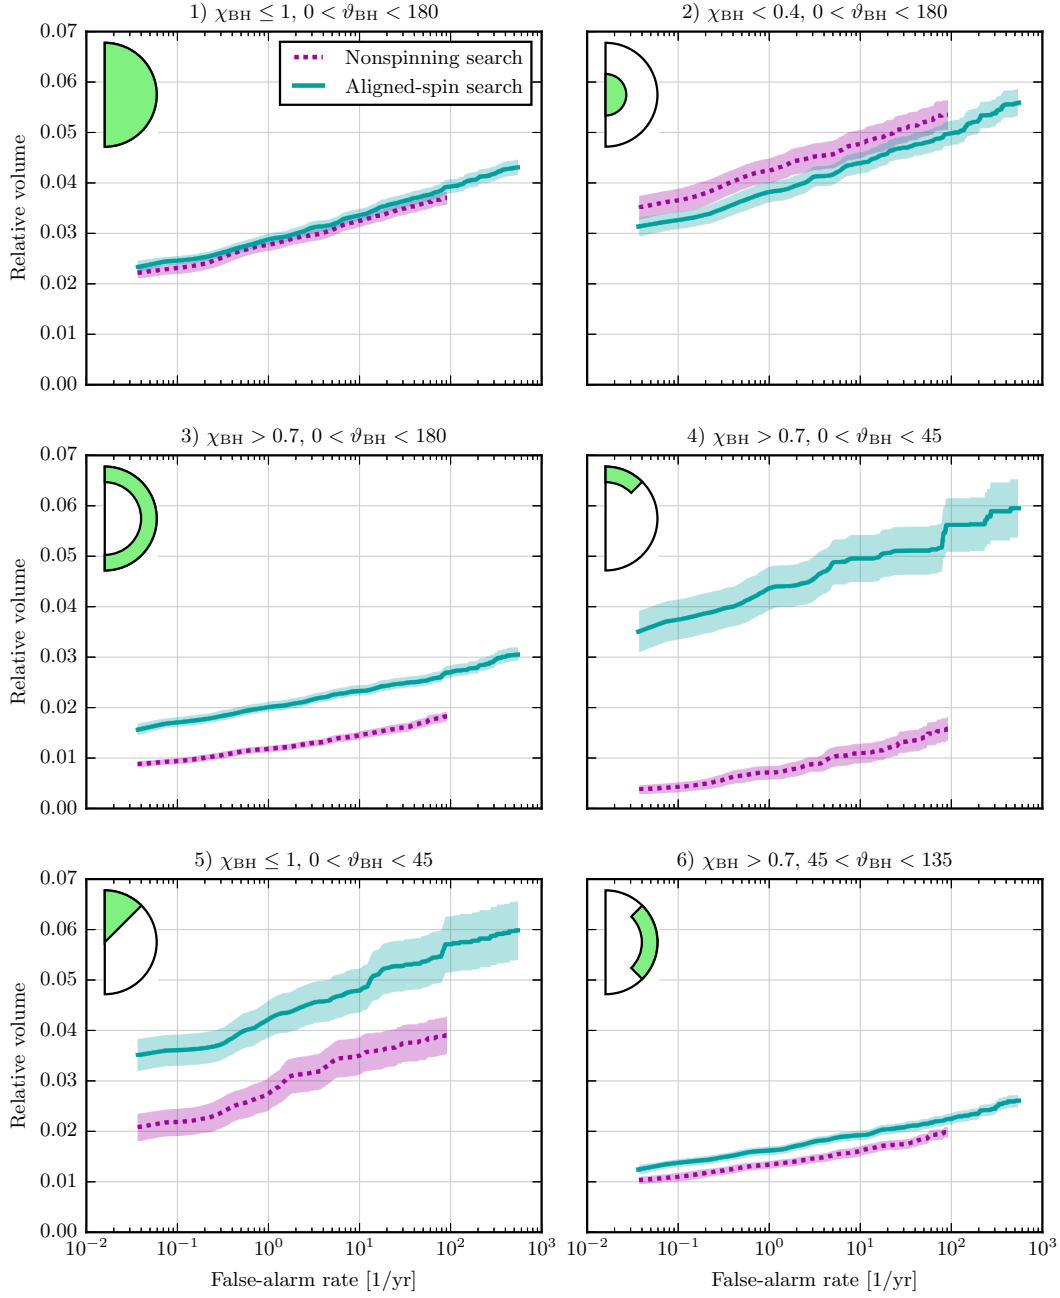 1) χBH ≤ 1, 0 < ϑBH < 180
2) χBH < 0.4, 0 < ϑBH < 180
Relative volume
0.07
0.06
0.05
0.04
0.03
0.02
0.01
0.00
Nonspinning search
Aligned-spin search
3) χBH > 0.7, 0 < ϑBH < 180
4) χBH > 0.7, 0 < ϑBH < 45
Relative volume
0.07
0.06
0.05
0.04
0.03
0.02
0.01
0.00
5) χBH ≤ 1, 0 < ϑBH < 45
6) χBH > 0.7, 45 < ϑBH < 135
Relative volume
0.07
0.06
0.05
0.04
0.03
0.02
0.01
0.00
10⁻² 10⁻¹ 10⁰ 10¹ 10² 10³
10⁻² 10⁻¹ 10⁰ 10¹ 10² 10³
False-alarm rate [1/yr]
False-alarm rate [1/yr]